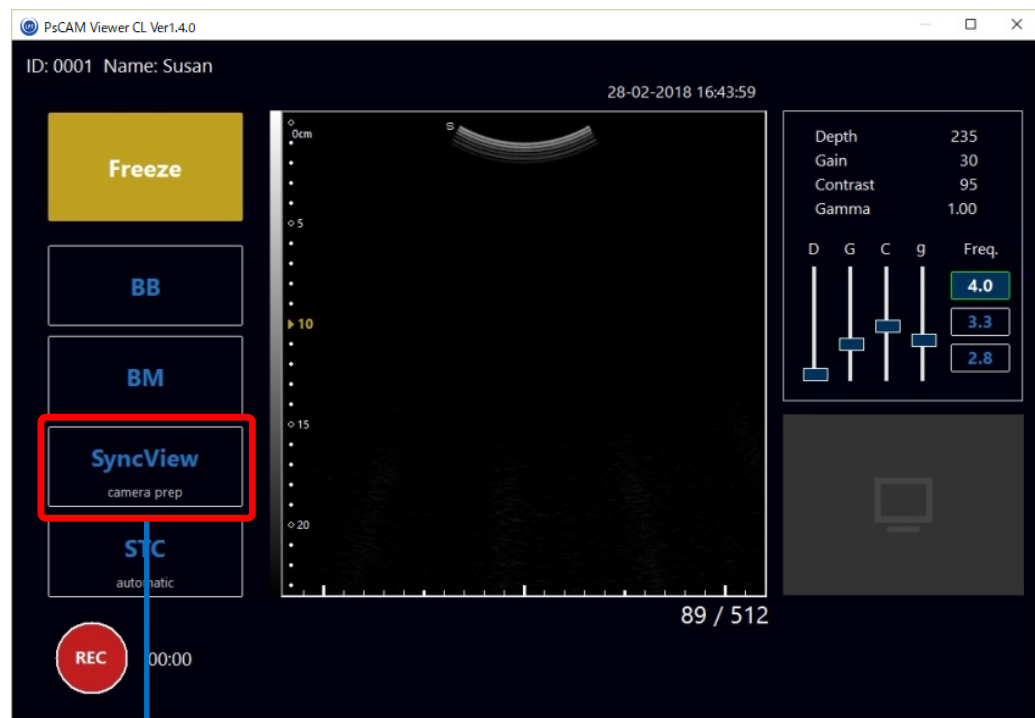 PsCAM Viewer CL Ver1.4.0
ID: 0001 Name: Susan
28-02-2018 16:43:59
Freeze
BB
BM
SyncView
camera prep
STC
automatic
REC
00:00
S
0cm
5
10
15
20
89 / 512
Depth 235
Gain 30
Contrast 95
Gamma 1.00
D G C g Freq.
4.0
3.3
2.8